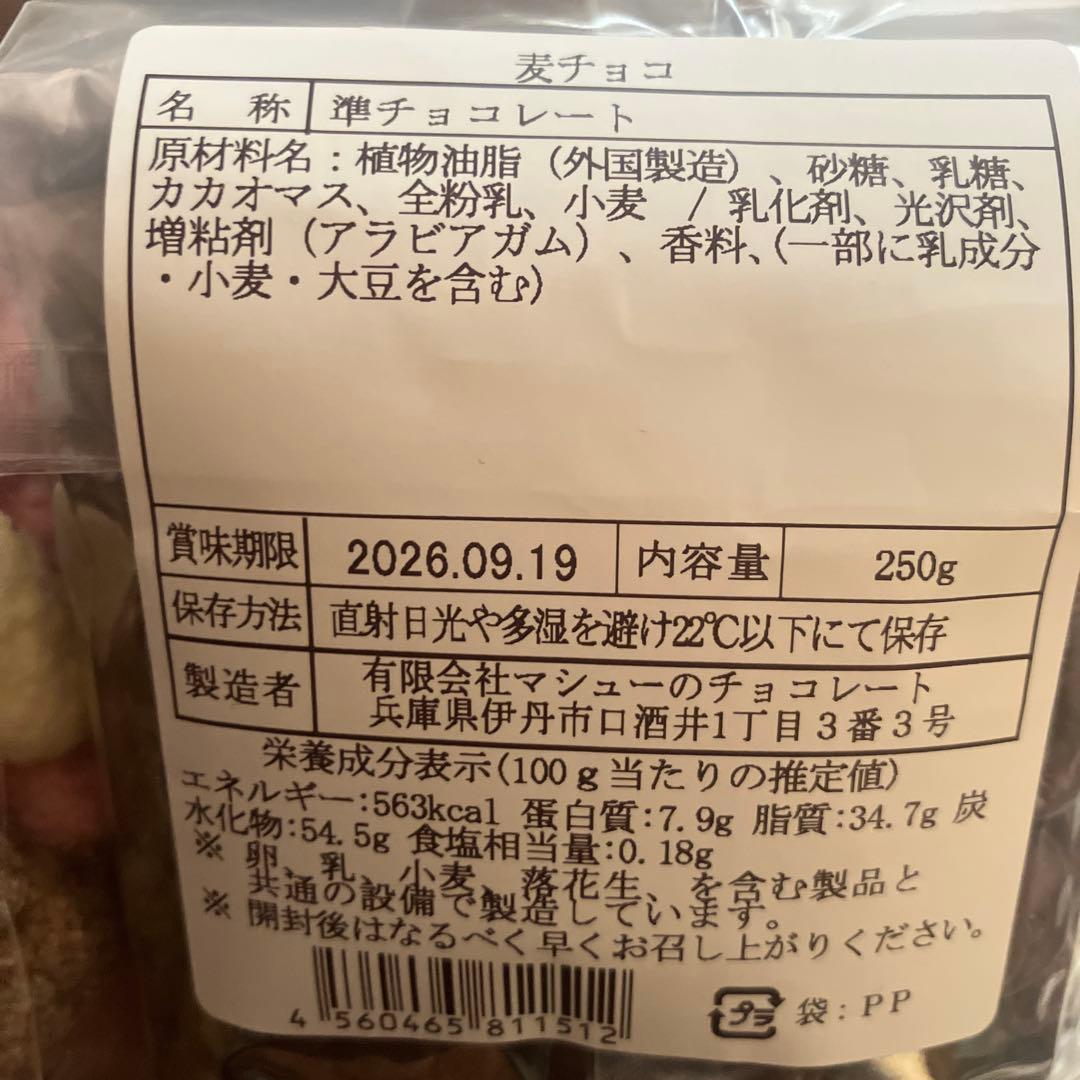 麦チョコ
名 称 準チョコレート
原材料名：植物油脂（外国製造）、砂糖、乳糖、
カカオマス、全粉乳、小麦 / 乳化剤、光沢剤、
増粘剤（アラビアガム）、香料、（一部に乳成分
・小麦・大豆を含む）
賞味期限 2026.09.19 内容量 250g
保存方法 直射日光や多湿を避け22℃以下にて保存
製造者 有限会社マシューのチョコレート
兵庫県伊丹市口酒井1丁目3番3号
栄養成分表示(100g当たりの推定値)
エネルギー:563kcal 蛋白質:7.9g 脂質:34.7g 炭
水化物:54.5g 食塩相当量:0.18g
※ 卵、乳、小麦、落花生、を含む製品と
共通の設備で製造しています。
※ 開封後はなるべく早くお召し上がりください。
4 560465 811512
プラ 袋:PP